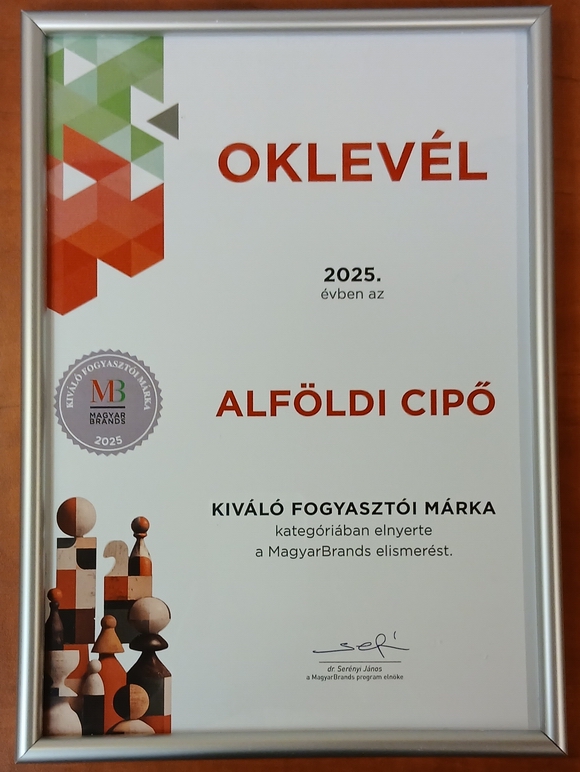 OKLEVÉL
2025.
évben az
KIVÁLÓ FOGYASZTÓI MÁRKA
MB
MAGYAR
BRANDS
2025
ALFÖLDI CIPŐ
KIVÁLÓ FOGYASZTÓI MÁRKA
kategóriában elnyerte
a MagyarBrands elismerést.
dr. Serényi János
a MagyarBrands program elnöke